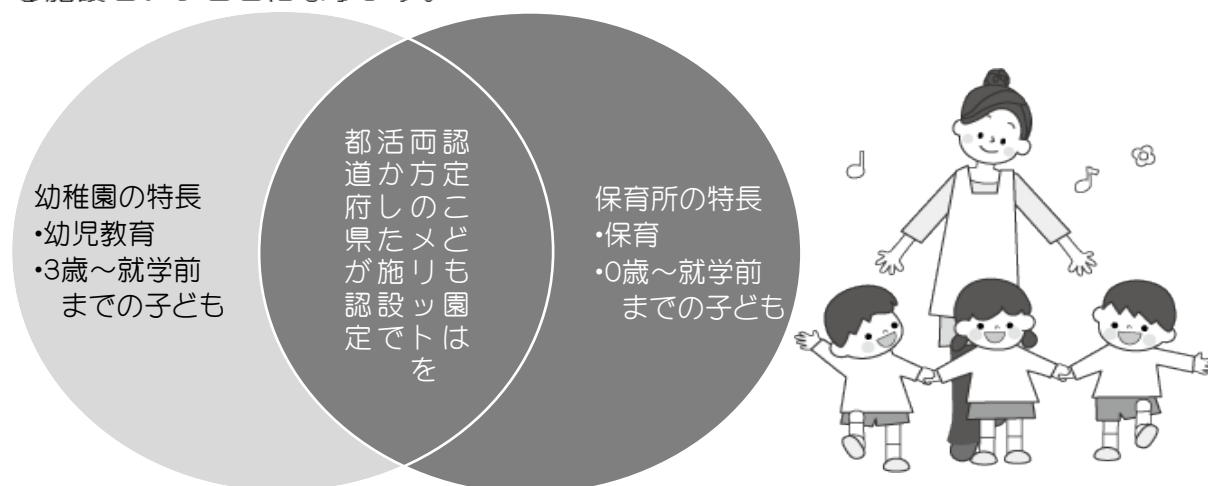 幼稚園の特長
•幼児教育
•3歳～就学前
までの子ども
認定こども園は
両方のメリットを
活かした施設で
都道府県が認定
保育所の特長
•保育
•0歳～就学前
までの子ども